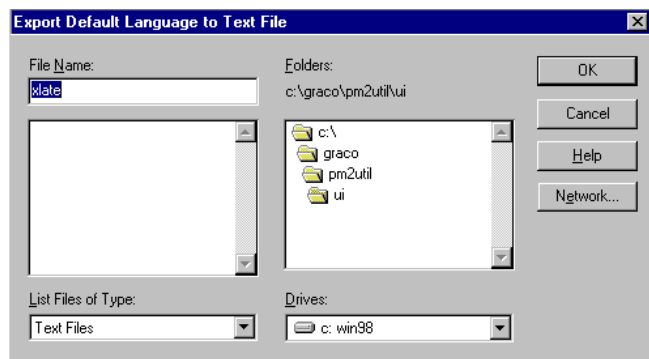 Export Default Language to Text File
File Name:
xlate
Folders:
c:\graco\pm2util\ui
c:\
graco
pm2util
ui
OK
Cancel
Help
Network...
List Files of Type:
Text Files
Drives:
c: win98